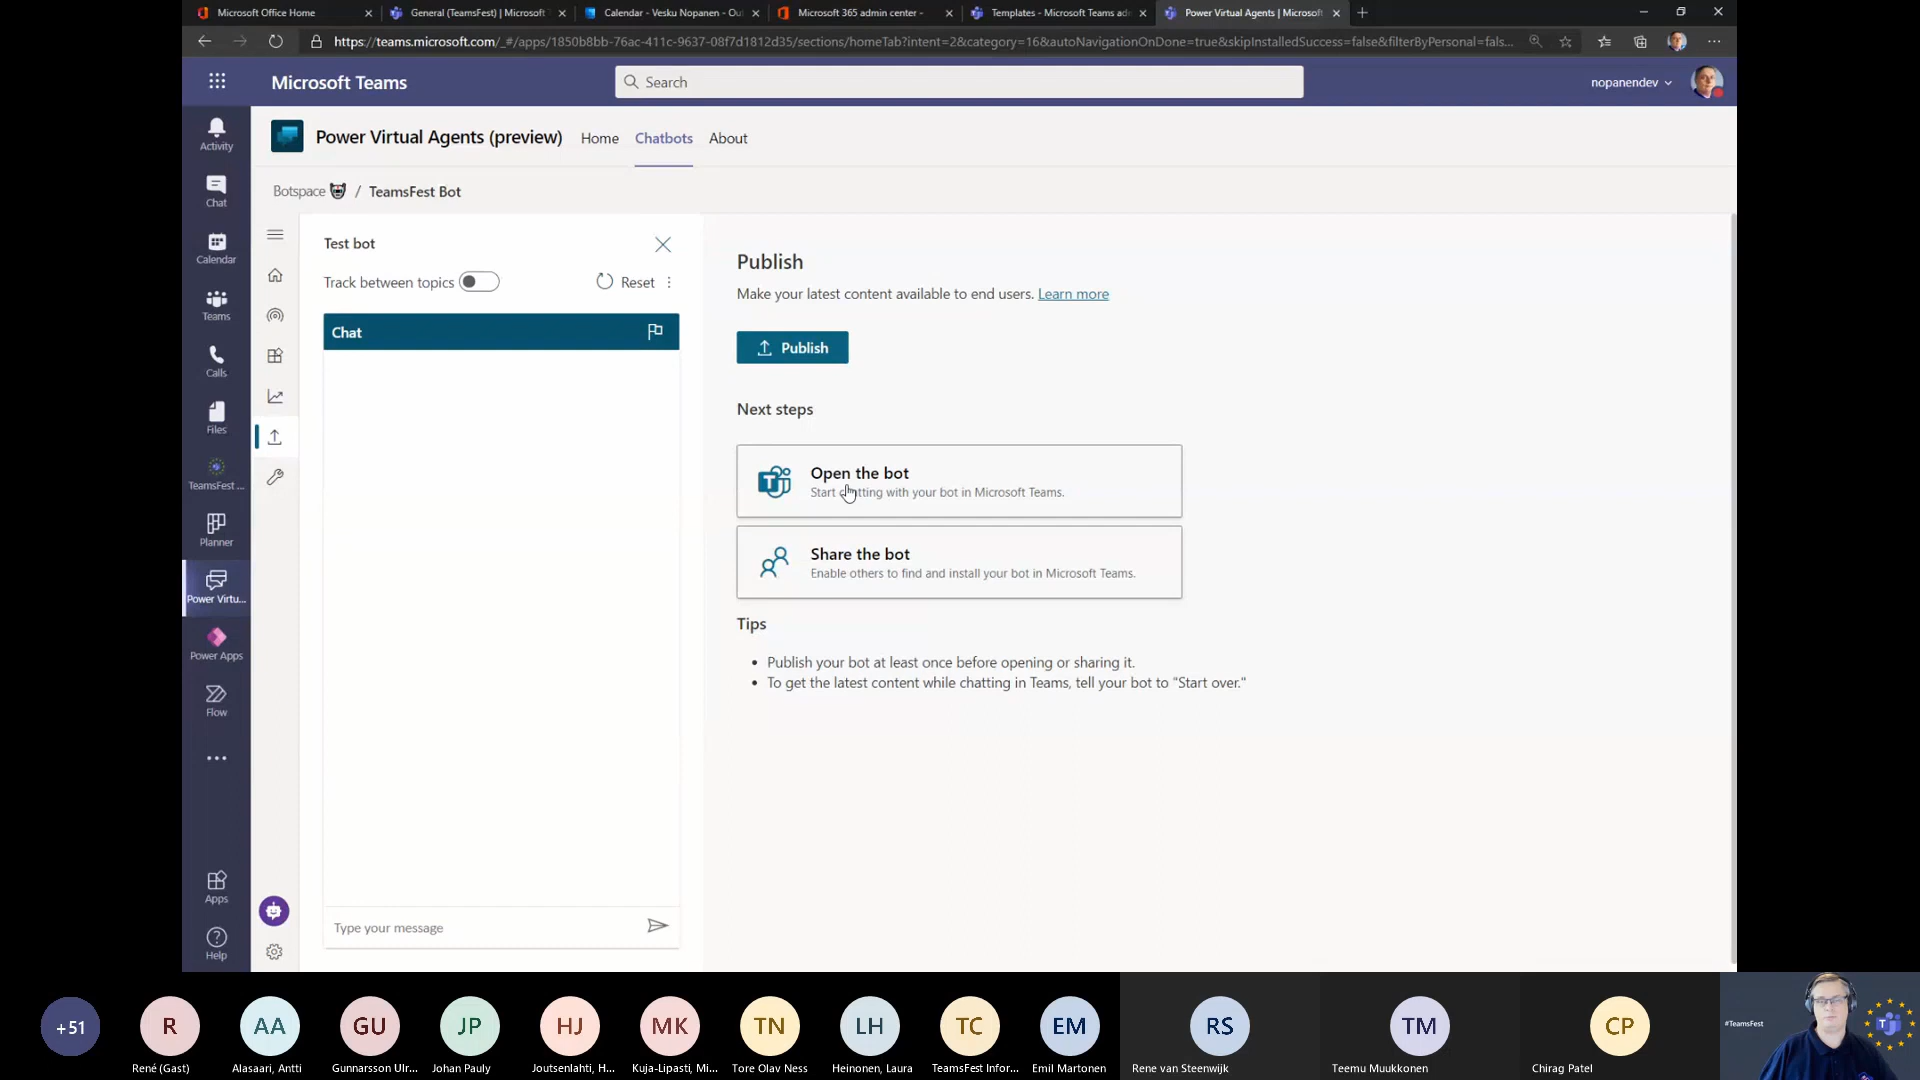 Microsoft Office Home
General (TeamsFest) | Microsoft T
Calendar - Vesku Nopanen - Out
Microsoft 365 admin center -
Templates - Microsoft Teams adm
Power Virtual Agents | Microsoft
https://teams.microsoft.com/_#/apps/1850b8bb-76ac-411c-9637-08f7d1812d35/sections/homeTab?intent=2&category=16&autoNavigationOnDone=true&skipInstalledSuccess=false&filterByPersonal=fals...
Microsoft Teams
Search
nopanendev
Activity
Chat
Calendar
Teams
Calls
Files
TeamsFest ...
Planner
Power Virtu...
Power Apps
Flow
Apps
Help
Power Virtual Agents (preview)
Home
Chatbots
About
Botspace / TeamsFest Bot
Test bot
Track between topics
Reset
Chat
Type your message
Publish
Make your latest content available to end users. Learn more
Publish
Next steps
Open the bot
Start chatting with your bot in Microsoft Teams.
Share the bot
Enable others to find and install your bot in Microsoft Teams.
Tips
• Publish your bot at least once before opening or sharing it.
• To get the latest content while chatting in Teams, tell your bot to "Start over."
+51
R
AA
GU
JP
HJ
MK
TN
LH
TC
EM
RS
TM
CP
#TeamsFest
René (Gast)
Alasaari, Antti
Gunnarsson Ulr...
Johan Pauly
Joutsenlahti, H...
Kuja-Lipasti, Mi...
Tore Olav Ness
Heinonen, Laura
TeamsFest Infor...
Emil Martonen
Rene van Steenwijk
Teemu Muukkonen
Chirag Patel